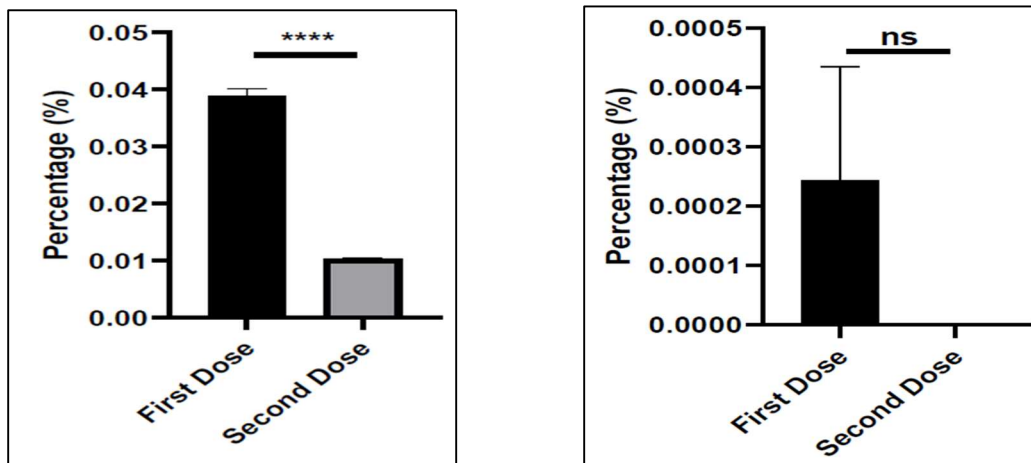 0.05
0.04
0.03
0.02
0.01
0.00
Percentage (%)
****
First Dose
Second Dose
0.0005
0.0004
0.0003
0.0002
0.0001
0.0000
Percentage (%)
ns
First Dose
Second Dose